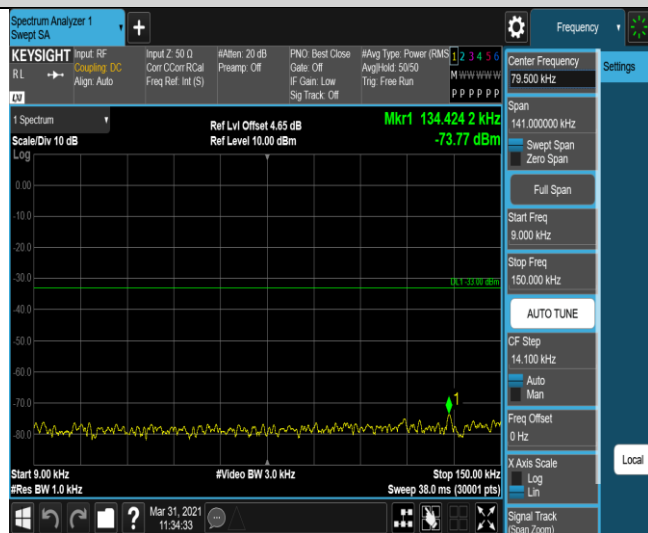 Spectrum Analyzer 1
Swept SA
Frequency
KEYSIGHT
RL
Input: RF
Coupling: DC
Align: Auto
Input Z: 50 Ω
Corr CCorr RCal
Freq Ref: Int (S)
#Atten: 20 dB
Preamp: Off
PNO: Best Close
Gate: Off
IF Gain: Low
Sig Track: Off
#Avg Type: Power (RMS
Avg|Hold: 50/50
Trig: Free Run
1 2 3 4 5 6
M W W W W W
P P P P P P
LXI
1 Spectrum
Scale/Div 10 dB
Log
Ref Lvl Offset 4.65 dB
Ref Level 10.00 dBm
Mkr1 134.424 2 kHz
-73.77 dBm
0.00
-10.0
-20.0
-30.0
-40.0
-50.0
-60.0
-70.0
-80.0
DL1 -33.00 dBm
1
Start 9.00 kHz
#Res BW 1.0 kHz
#Video BW 3.0 kHz
Stop 150.00 kHz
Sweep 38.0 ms (30001 pts)
Mar 31, 2021
11:34:33
Center Frequency
79.500 kHz
Span
141.000000 kHz
Swept Span
Zero Span
Full Span
Start Freq
9.000 kHz
Stop Freq
150.000 kHz
AUTO TUNE
CF Step
14.100 kHz
Auto
Man
Freq Offset
0 Hz
X Axis Scale
Log
Lin
Signal Track
(Span Zoom)
Settings
Local